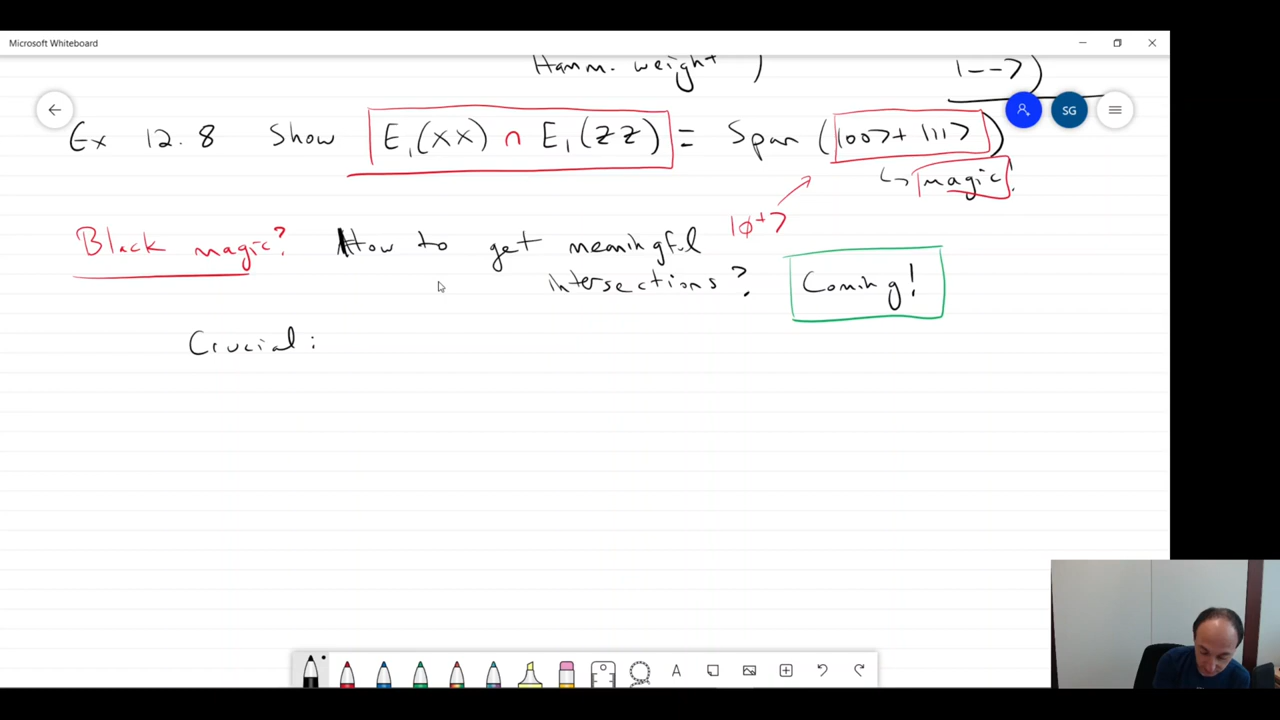 Microsoft Whiteboard
Hamm. weight )
|--⟩)
SG
Ex 12.8 Show E₁(XX) ∩ E₁(ZZ) = Span (|00⟩+|11⟩)
↳ magic!
|ϕ⁺⟩
Black magic? How to get meaningful
intersections? Coming!
Crucial:
A